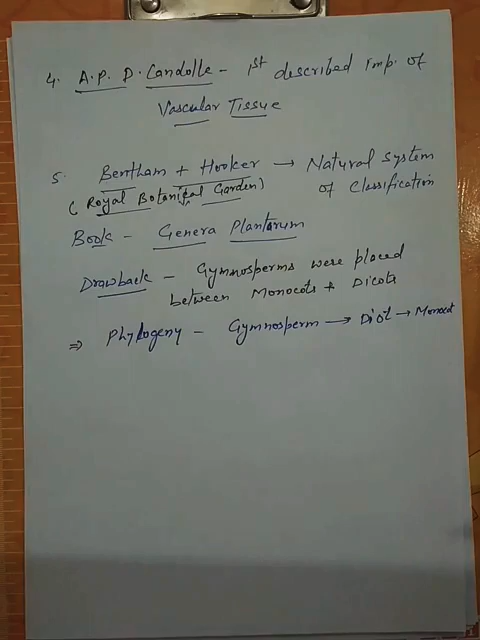 4. A.P. D. Candolle - 1st described Imp. of
Vascular Tissue
5. Bentham + Hooker → Natural System
(Royal Botanical Garden) of Classification
Book - Genera Plantarum
Drawback - Gymnosperms were placed
between Monocots + Dicots
⇒ Phylogeny - Gymnosperm → Diot → Monocot